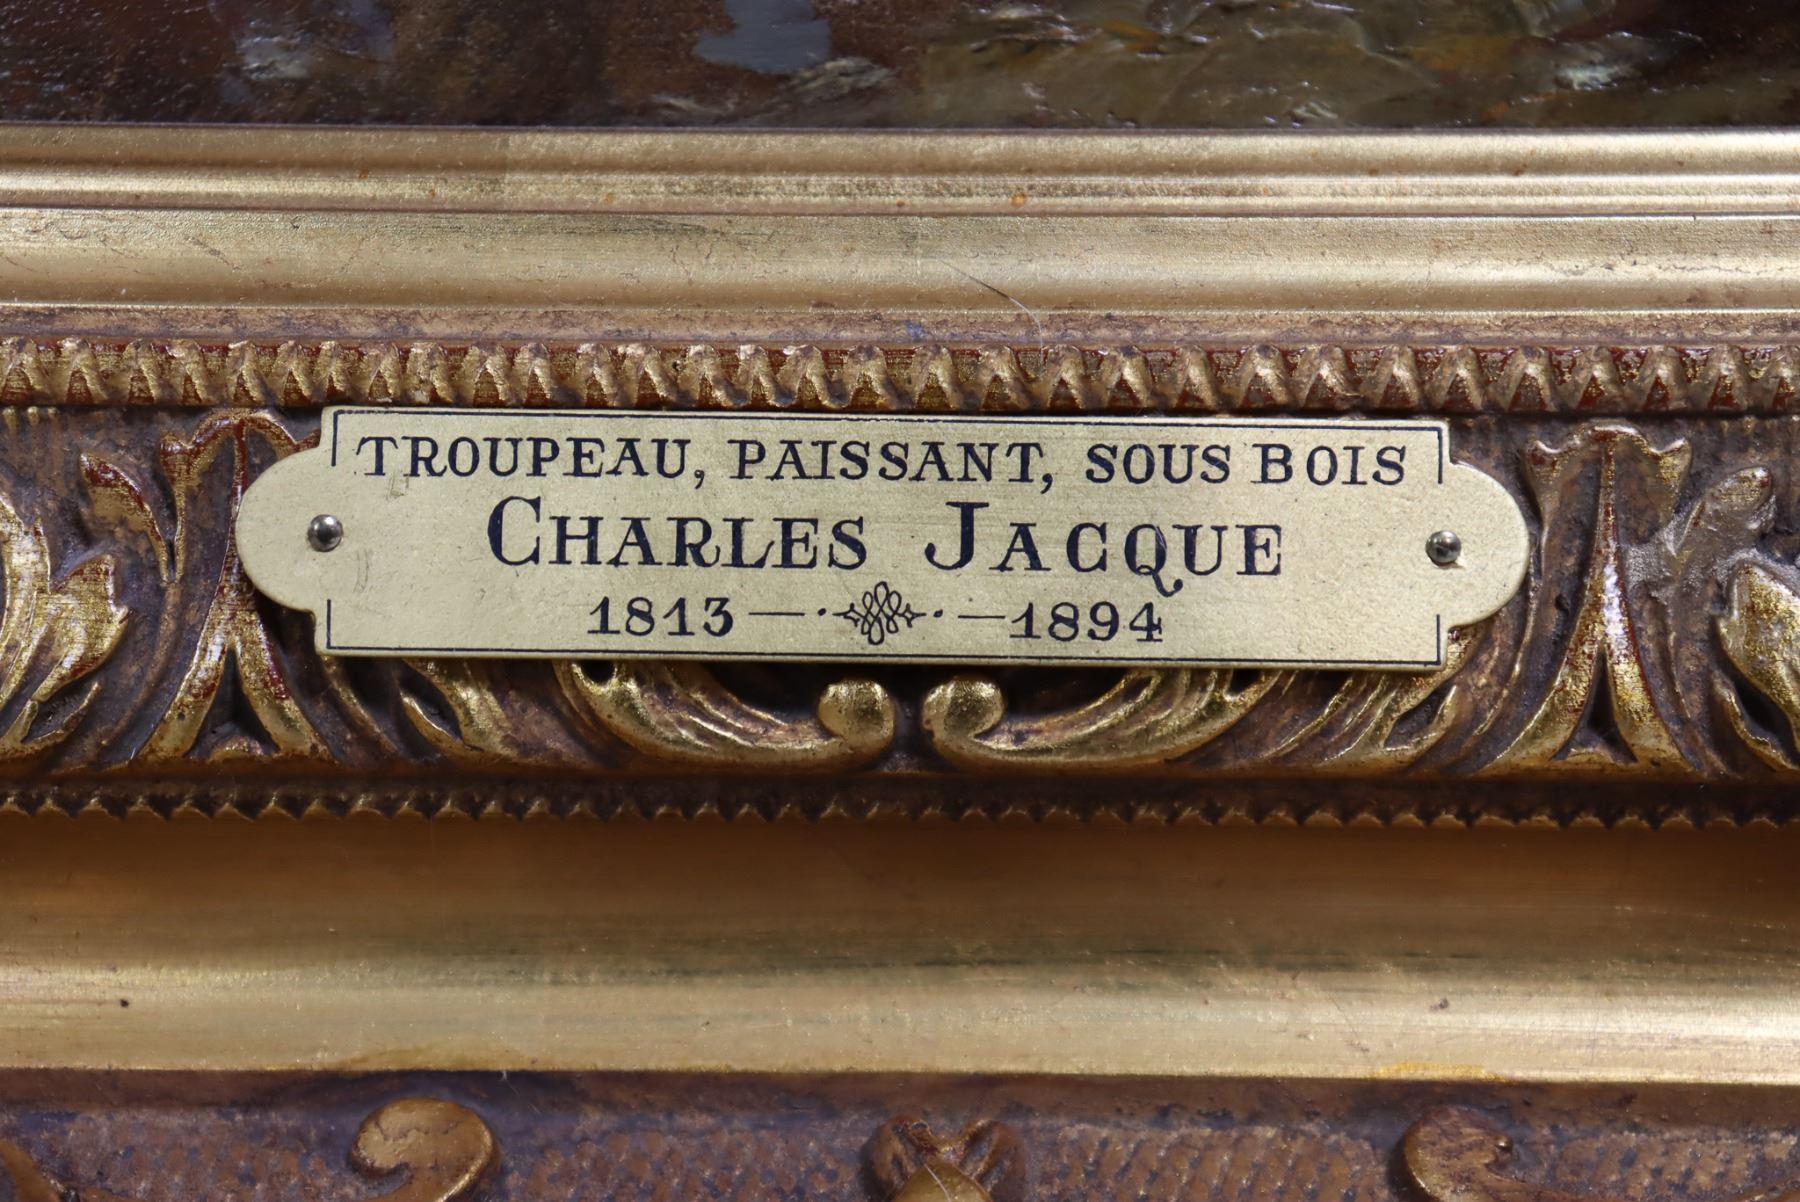 TROUPEAU, PAISSANT, SOUS BOIS
CHARLES JACQUE
1813 — · · — 1894